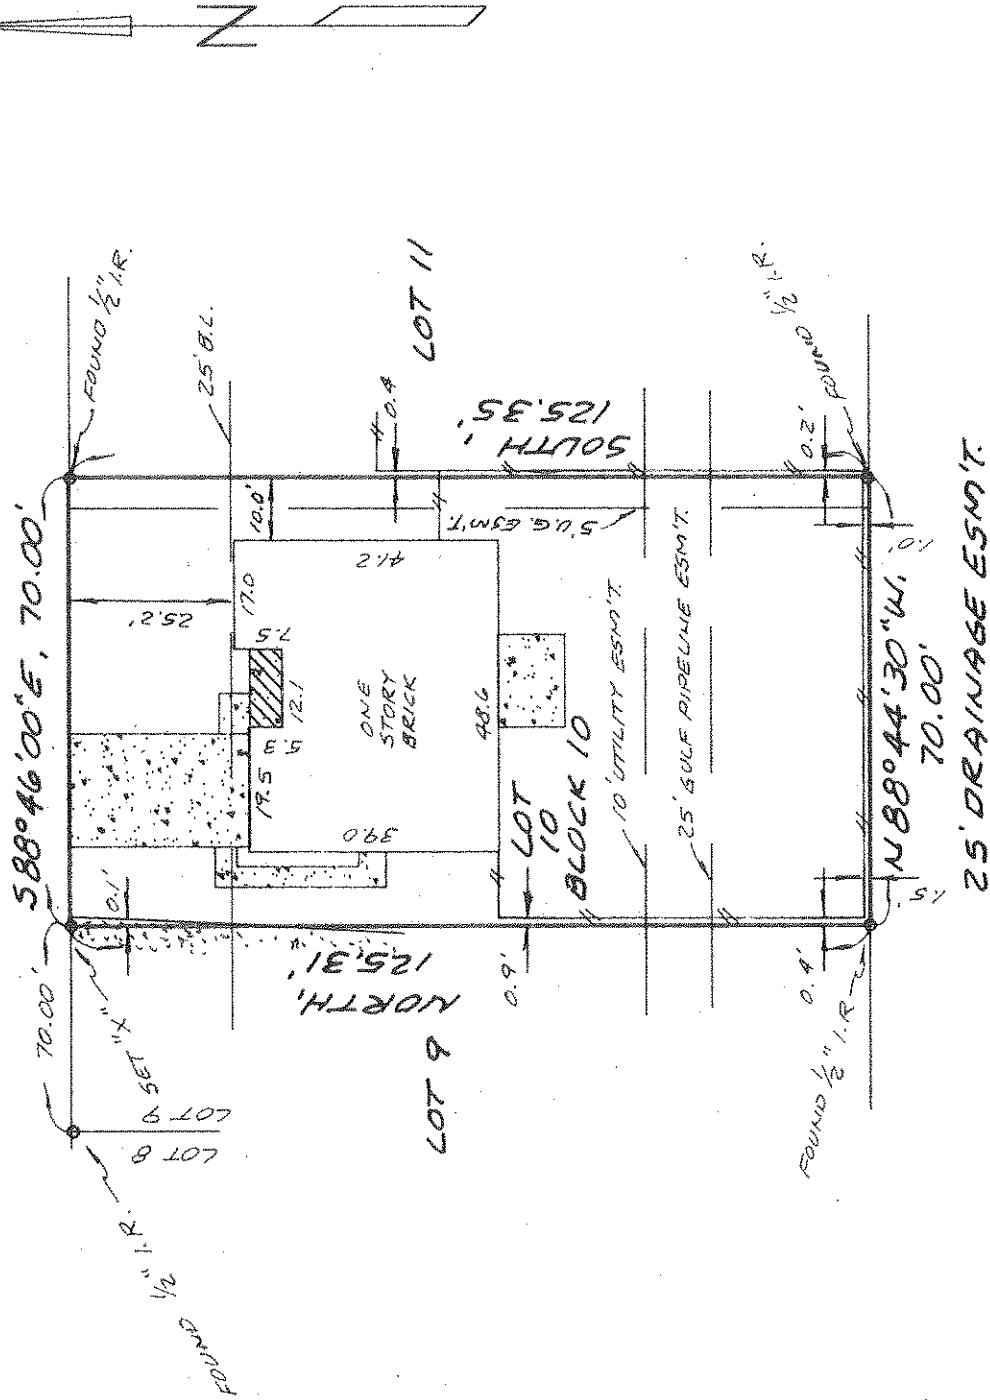 N
S88°46'00"E, 70.00'
70.00'
FOUND 1/2" I.R.
25' B.L.
LOT 11
0.4
SOUTH,
125.35'
10.0'
5' U.G. ESM'T.
25.2'
17.0
7.5
12.1
5.3
19.5
41.2
ONE
STORY
BRICK
39.0
48.6
0.1'
SET "X"
LOT 9
LOT 8
FOUND 1/2" I.R.
NORTH,
125.31'
LOT 9
0.9'
LOT
10
BLOCK 10
10' UTILITY ESM'T.
25' GULF PIPELINE ESM'T.
0.2'
FOUND 1/2" I.R.
1.0'
0.4'
FOUND 1/2" I.R.
1.5'
N88°44'30"W,
70.00'
25' DRAINAGE ESM'T.